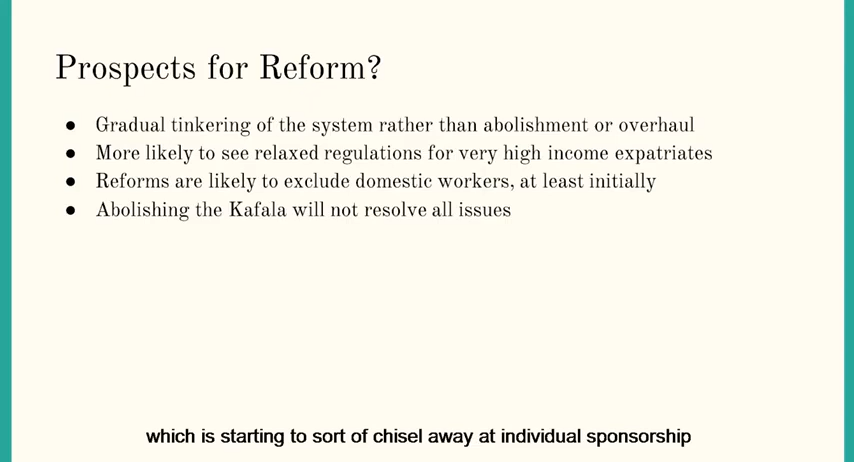 Prospects for Reform?
● Gradual tinkering of the system rather than abolishment or overhaul
● More likely to see relaxed regulations for very high income expatriates
● Reforms are likely to exclude domestic workers, at least initially
● Abolishing the Kafala will not resolve all issues
which is starting to sort of chisel away at individual sponsorship